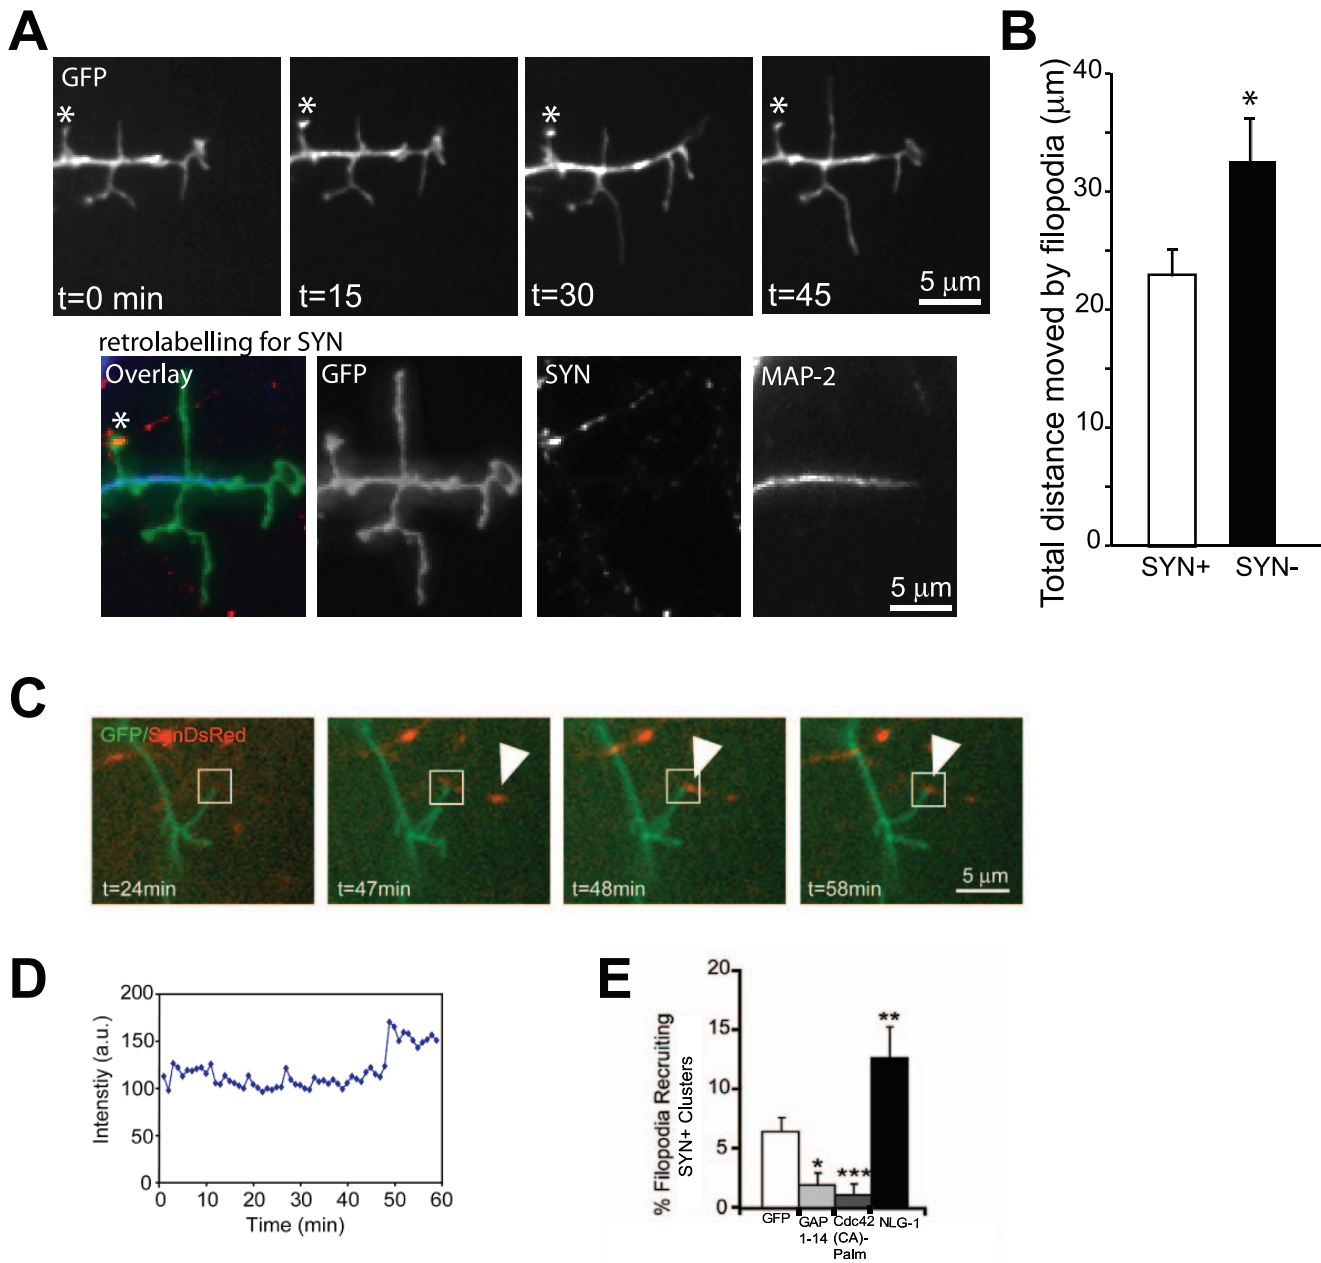 A
GFP
*
*
*
*
t=0 min
t=15
t=30
t=45
5 μm
retrolabelling for SYN
Overlay
GFP
SYN
MAP-2
*
5 μm
B
Total distance moved by filopodia (μm)
40
30
20
10
0
*
SYN+
SYN-
C
GFP/SynDsRed
t=24min
t=47min
t=48min
t=58min
5 μm
D
Intenstiy (a.u.)
200
150
100
50
0
0
10
20
30
40
50
60
Time (min)
E
% Filopodia Recruiting
SYN+ Clusters
20
15
10
5
0
*
***
**
GFP
GAP
1-14
Cdc42
(CA)-
Palm
NLG-1